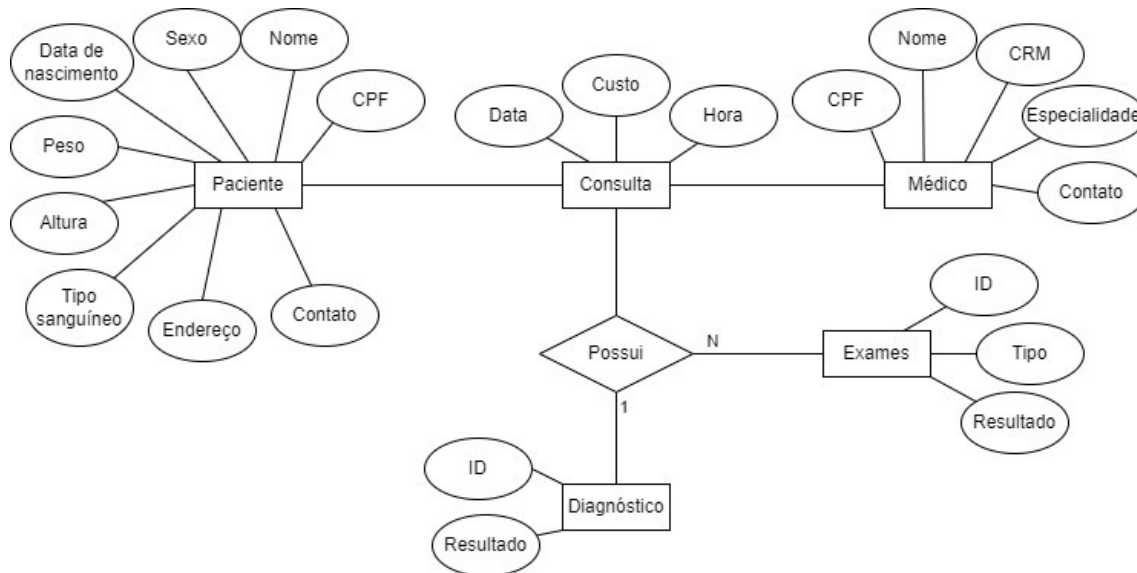 Data de
nascimento
Sexo
Nome
CPF
Peso
Altura
Tipo
sanguíneo
Endereço
Contato
Paciente
Data
Custo
Hora
Consulta
CPF
Nome
CRM
Especialidade
Contato
Médico
Possui
N
1
Exames
ID
Tipo
Resultado
ID
Resultado
Diagnóstico